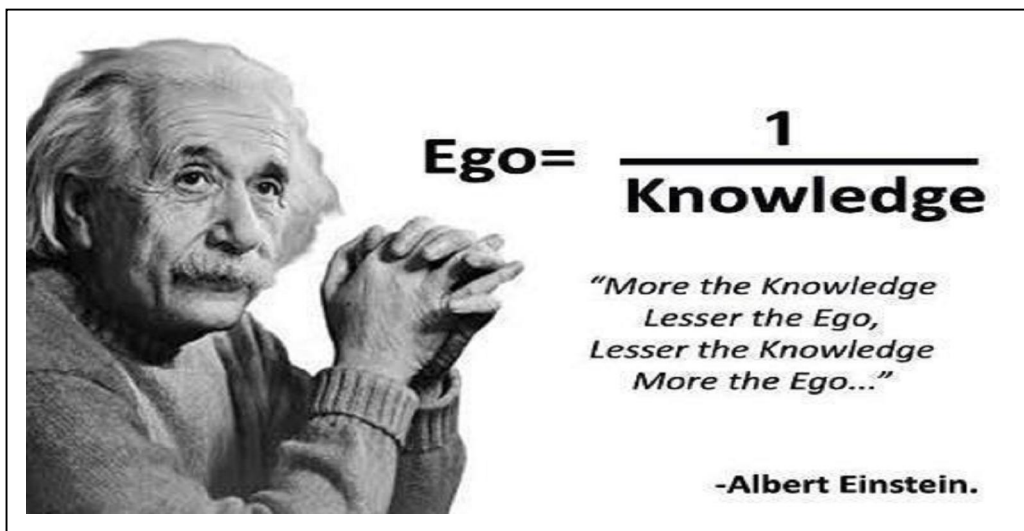 Ego= 1
Knowledge
“More the Knowledge
Lesser the Ego,
Lesser the Knowledge
More the Ego...”
-Albert Einstein.